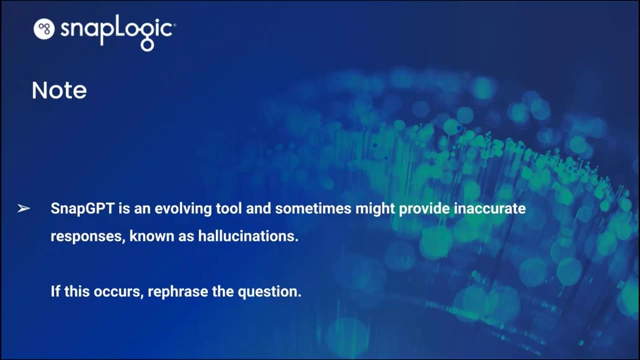 snapLogic
Note
➢ SnapGPT is an evolving tool and sometimes might provide inaccurate
responses, known as hallucinations.
If this occurs, rephrase the question.